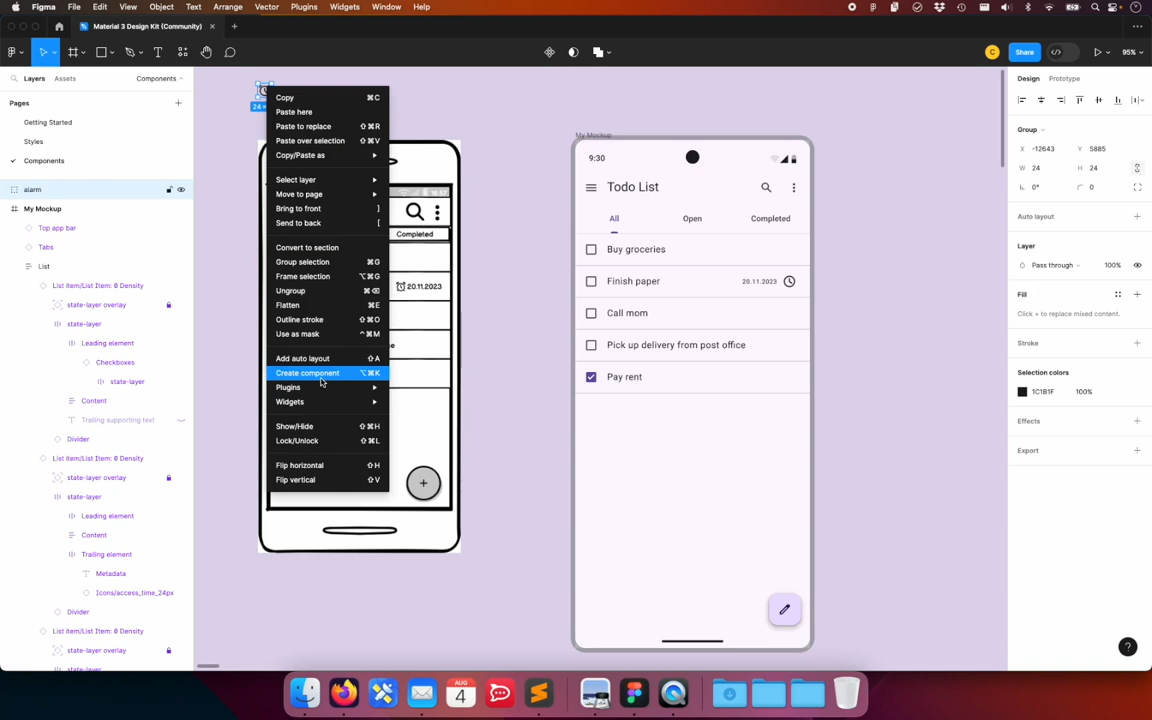 Figma File Edit View Object Text Arrange Vector Plugins Widgets Window Help
Material 3 Design Kit (Community)
C Share 95%
Layers Assets Components
Pages
Getting Started
Styles
Components
alarm
My Mockup
Top app bar
Tabs
List
List item/List Item: 0 Density
state-layer overlay
state-layer
Leading element
Checkboxes
state-layer
Content
Trailing supporting text
Divider
List item/List Item: 0 Density
state-layer overlay
state-layer
Leading element
Content
Trailing element
Metadata
Icons/access_time_24px
Divider
List item/List Item: 0 Density
state-layer overlay
state-layer
Copy ⌘C
Paste here
Paste to replace ⇧⌘R
Paste over selection ⇧⌘V
Copy/Paste as
Select layer
Move to page
Bring to front ]
Send to back [
Convert to section
Group selection ⌘G
Frame selection ⌥⌘G
Ungroup ⌘⌫
Flatten ⌘E
Outline stroke ⇧⌘O
Use as mask ^⌘M
Add auto layout ⇧A
Create component ⌥⌘K
Plugins
Widgets
Show/Hide ⇧⌘H
Lock/Unlock ⇧⌘L
Flip horizontal ⇧H
Flip vertical ⇧V
16:57
Completed
20.11.2023
My Mockup
9:30
Todo List
All Open Completed
Buy groceries
Finish paper 20.11.2023
Call mom
Pick up delivery from post office
Pay rent
Design Prototype
Group
X -12643 Y 5885
W 24 H 24
0° 0
Auto layout
Layer
Pass through 100%
Fill
Click + to replace mixed content.
Stroke
Selection colors
1C1B1F 100%
Effects
Export
?
AUG
4